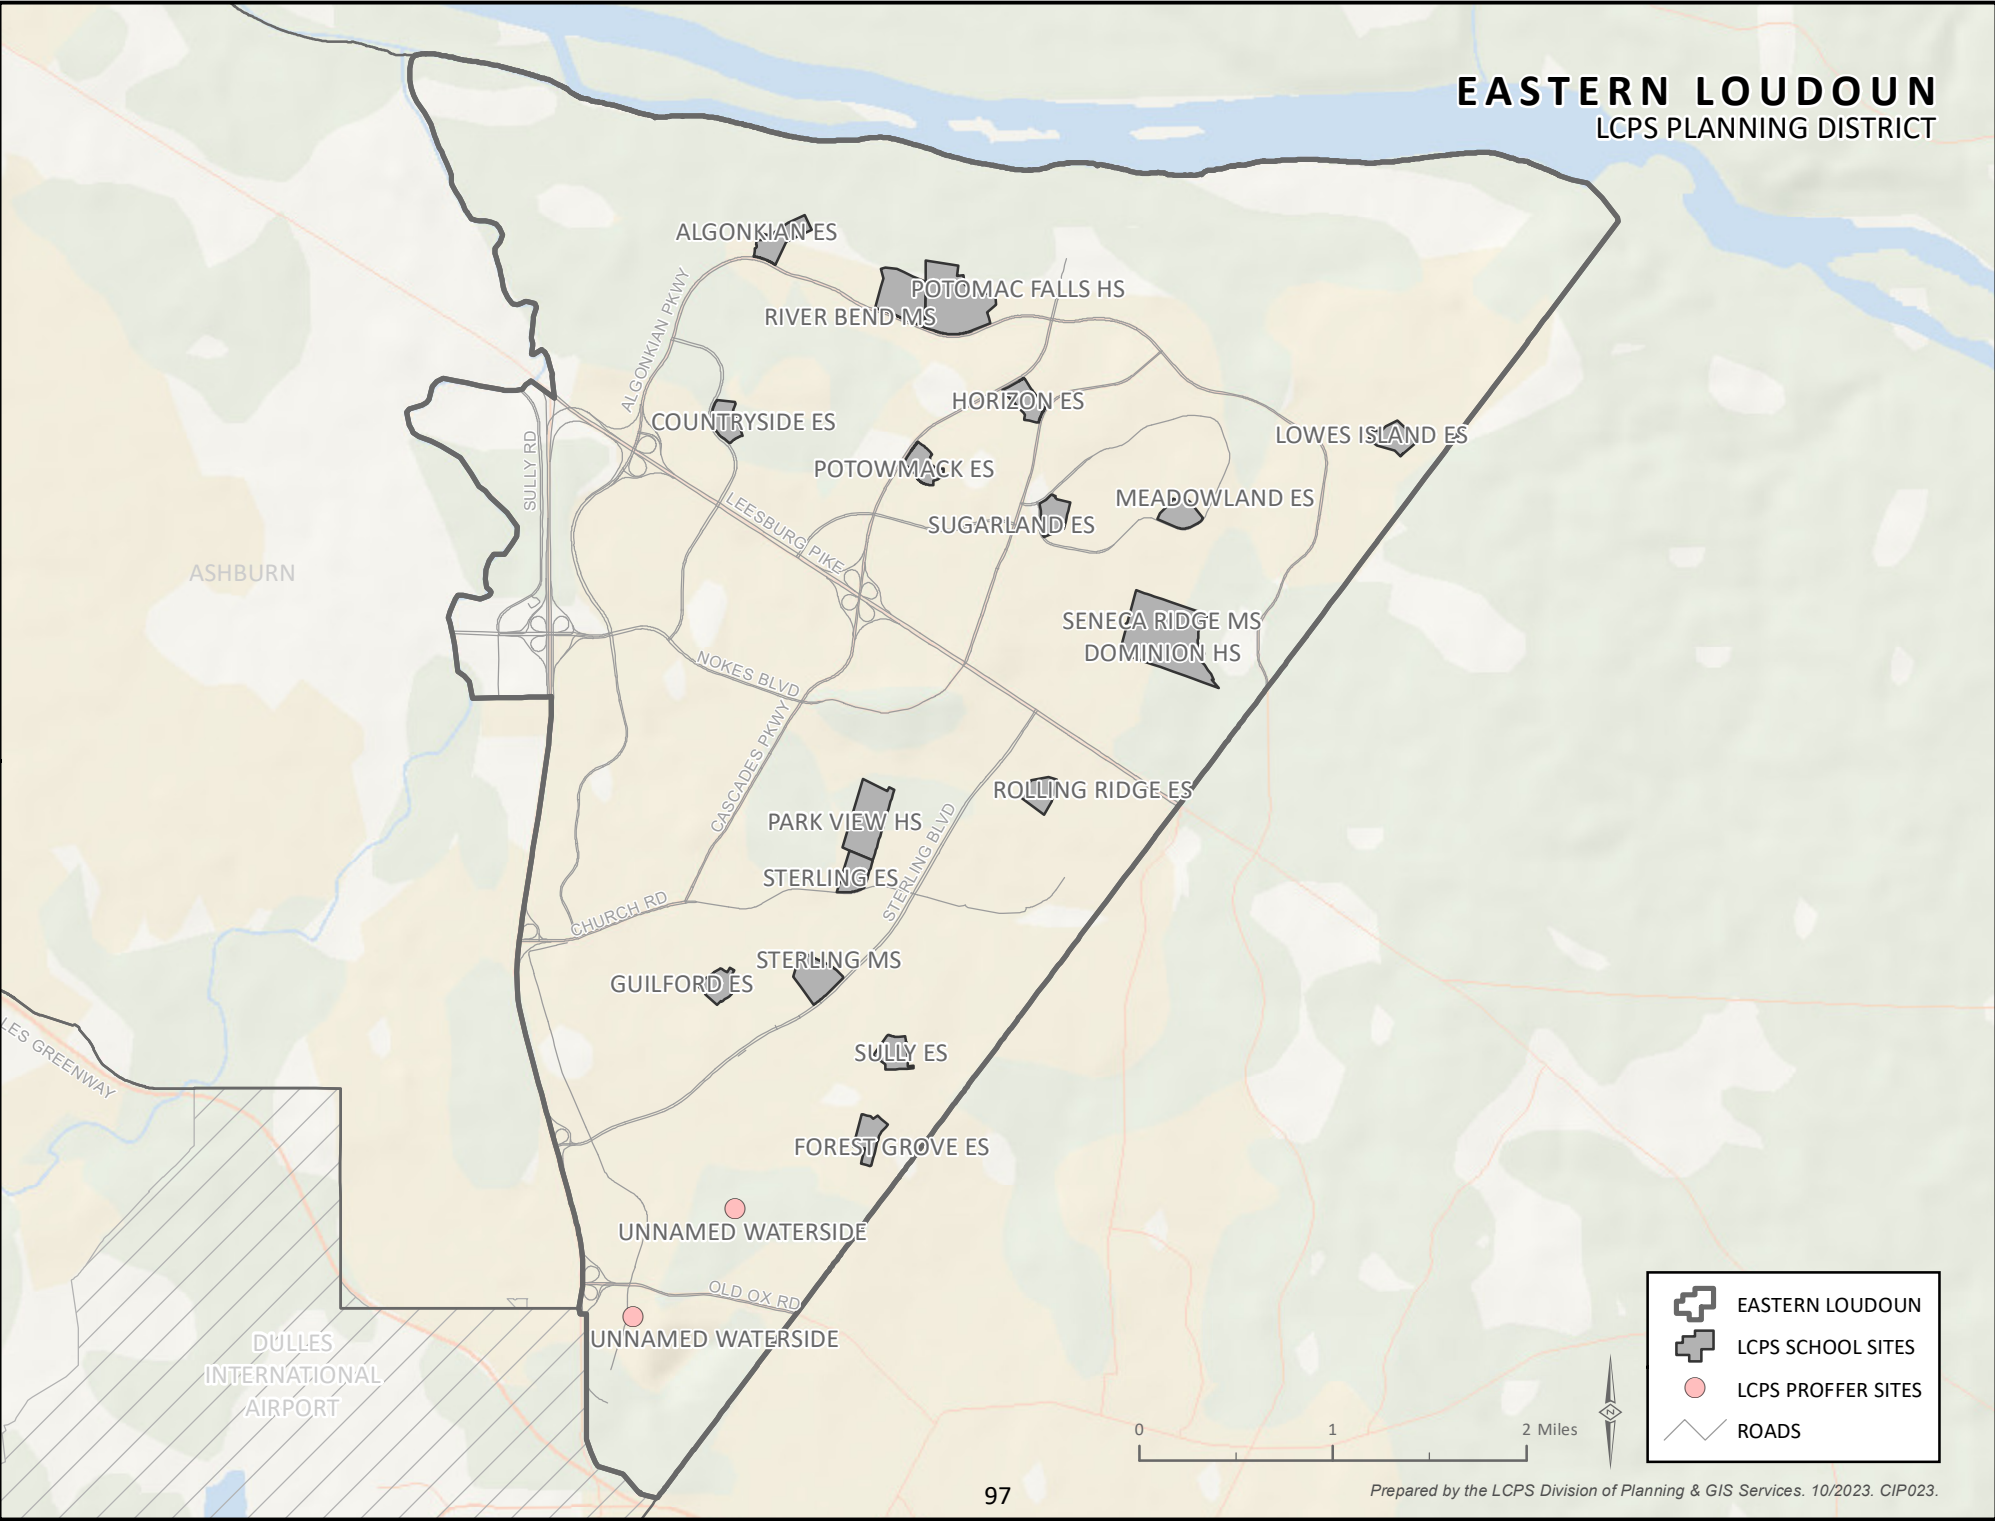 EASTERN LOUDOUN
LCPS PLANNING DISTRICT
ALGONKIAN ES
POTOMAC FALLS HS
RIVER BEND MS
ALGONKIAN PKWY
HORIZON ES
COUNTRYSIDE ES
LOWES ISLAND ES
SULLY RD
POTOWMACK ES
MEADOWLAND ES
LEESBURG PIKE
SUGARLAND ES
ASHBURN
SENECA RIDGE MS
DOMINION HS
NOKES BLVD
CASCADES PKWY
ROLLING RIDGE ES
PARK VIEW HS
STERLING BLVD
STERLING ES
CHURCH RD
STERLING MS
GUILFORD ES
LES GREENWAY
SULLY ES
FOREST GROVE ES
UNNAMED WATERSIDE
OLD OX RD
UNNAMED WATERSIDE
DULLES
INTERNATIONAL
AIRPORT
EASTERN LOUDOUN
LCPS SCHOOL SITES
LCPS PROFFER SITES
ROADS
0 1 2 Miles
N
97
Prepared by the LCPS Division of Planning & GIS Services. 10/2023. CIP023.